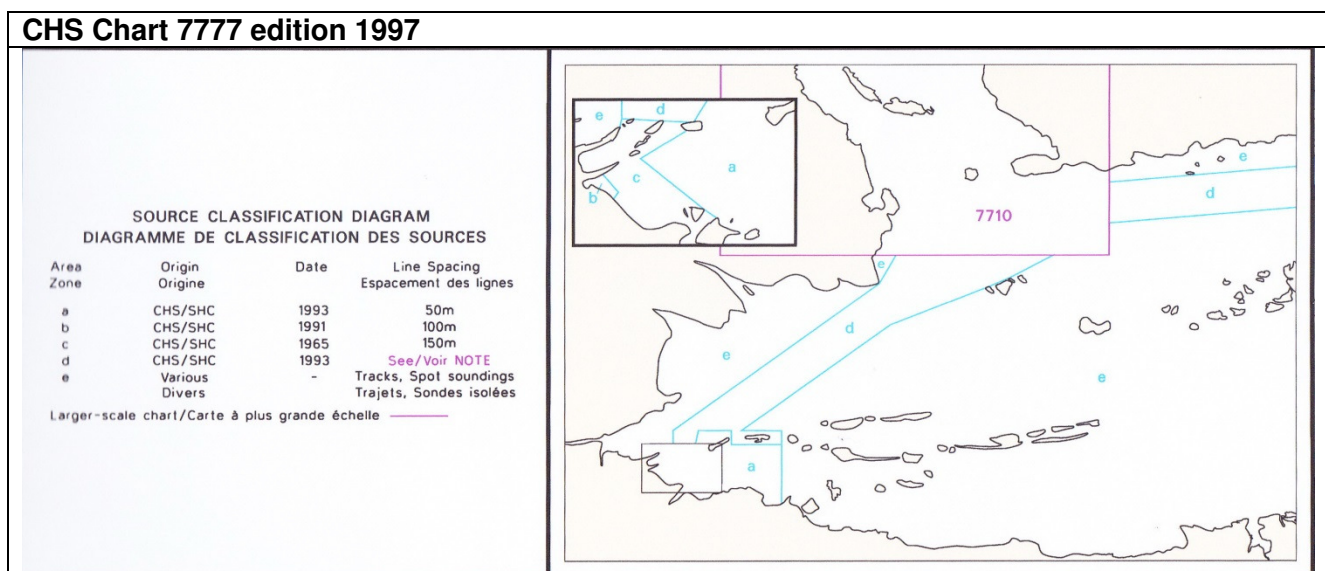 CHS Chart 7777 edition 1997
SOURCE CLASSIFICATION DIAGRAM
DIAGRAMME DE CLASSIFICATION DES SOURCES
Area Origin Date Line Spacing
Zone Origine Espacement des lignes
a CHS/SHC 1993 50m
b CHS/SHC 1991 100m
c CHS/SHC 1965 150m
d CHS/SHC 1993 See/Voir NOTE
e Various - Tracks, Spot soundings
Divers Trajets, Sondes isolées
Larger-scale chart/Carte à plus grande échelle
e
d
a
c
b
e
d
7710
e
d
e
e
a